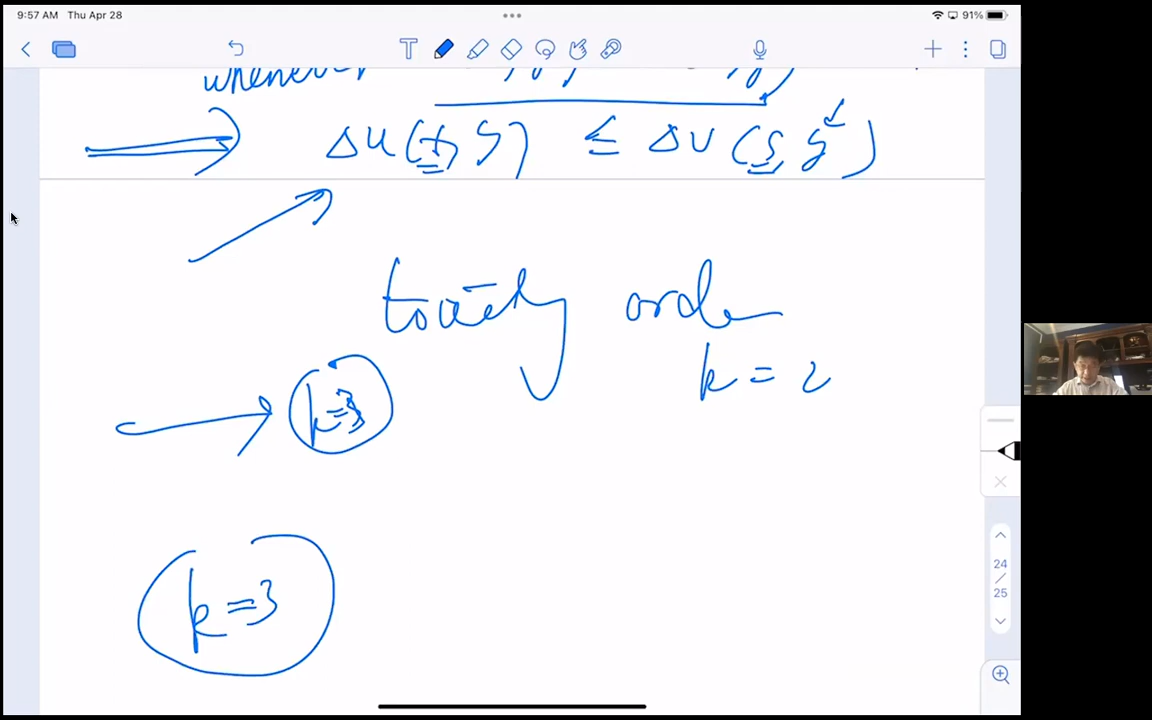 9:57 AM Thu Apr 28
91%
T
whenever
ΔU(t, S) ≤ ΔU(S, S')
totally order
k = 2
k=3
k=3
24
/
25